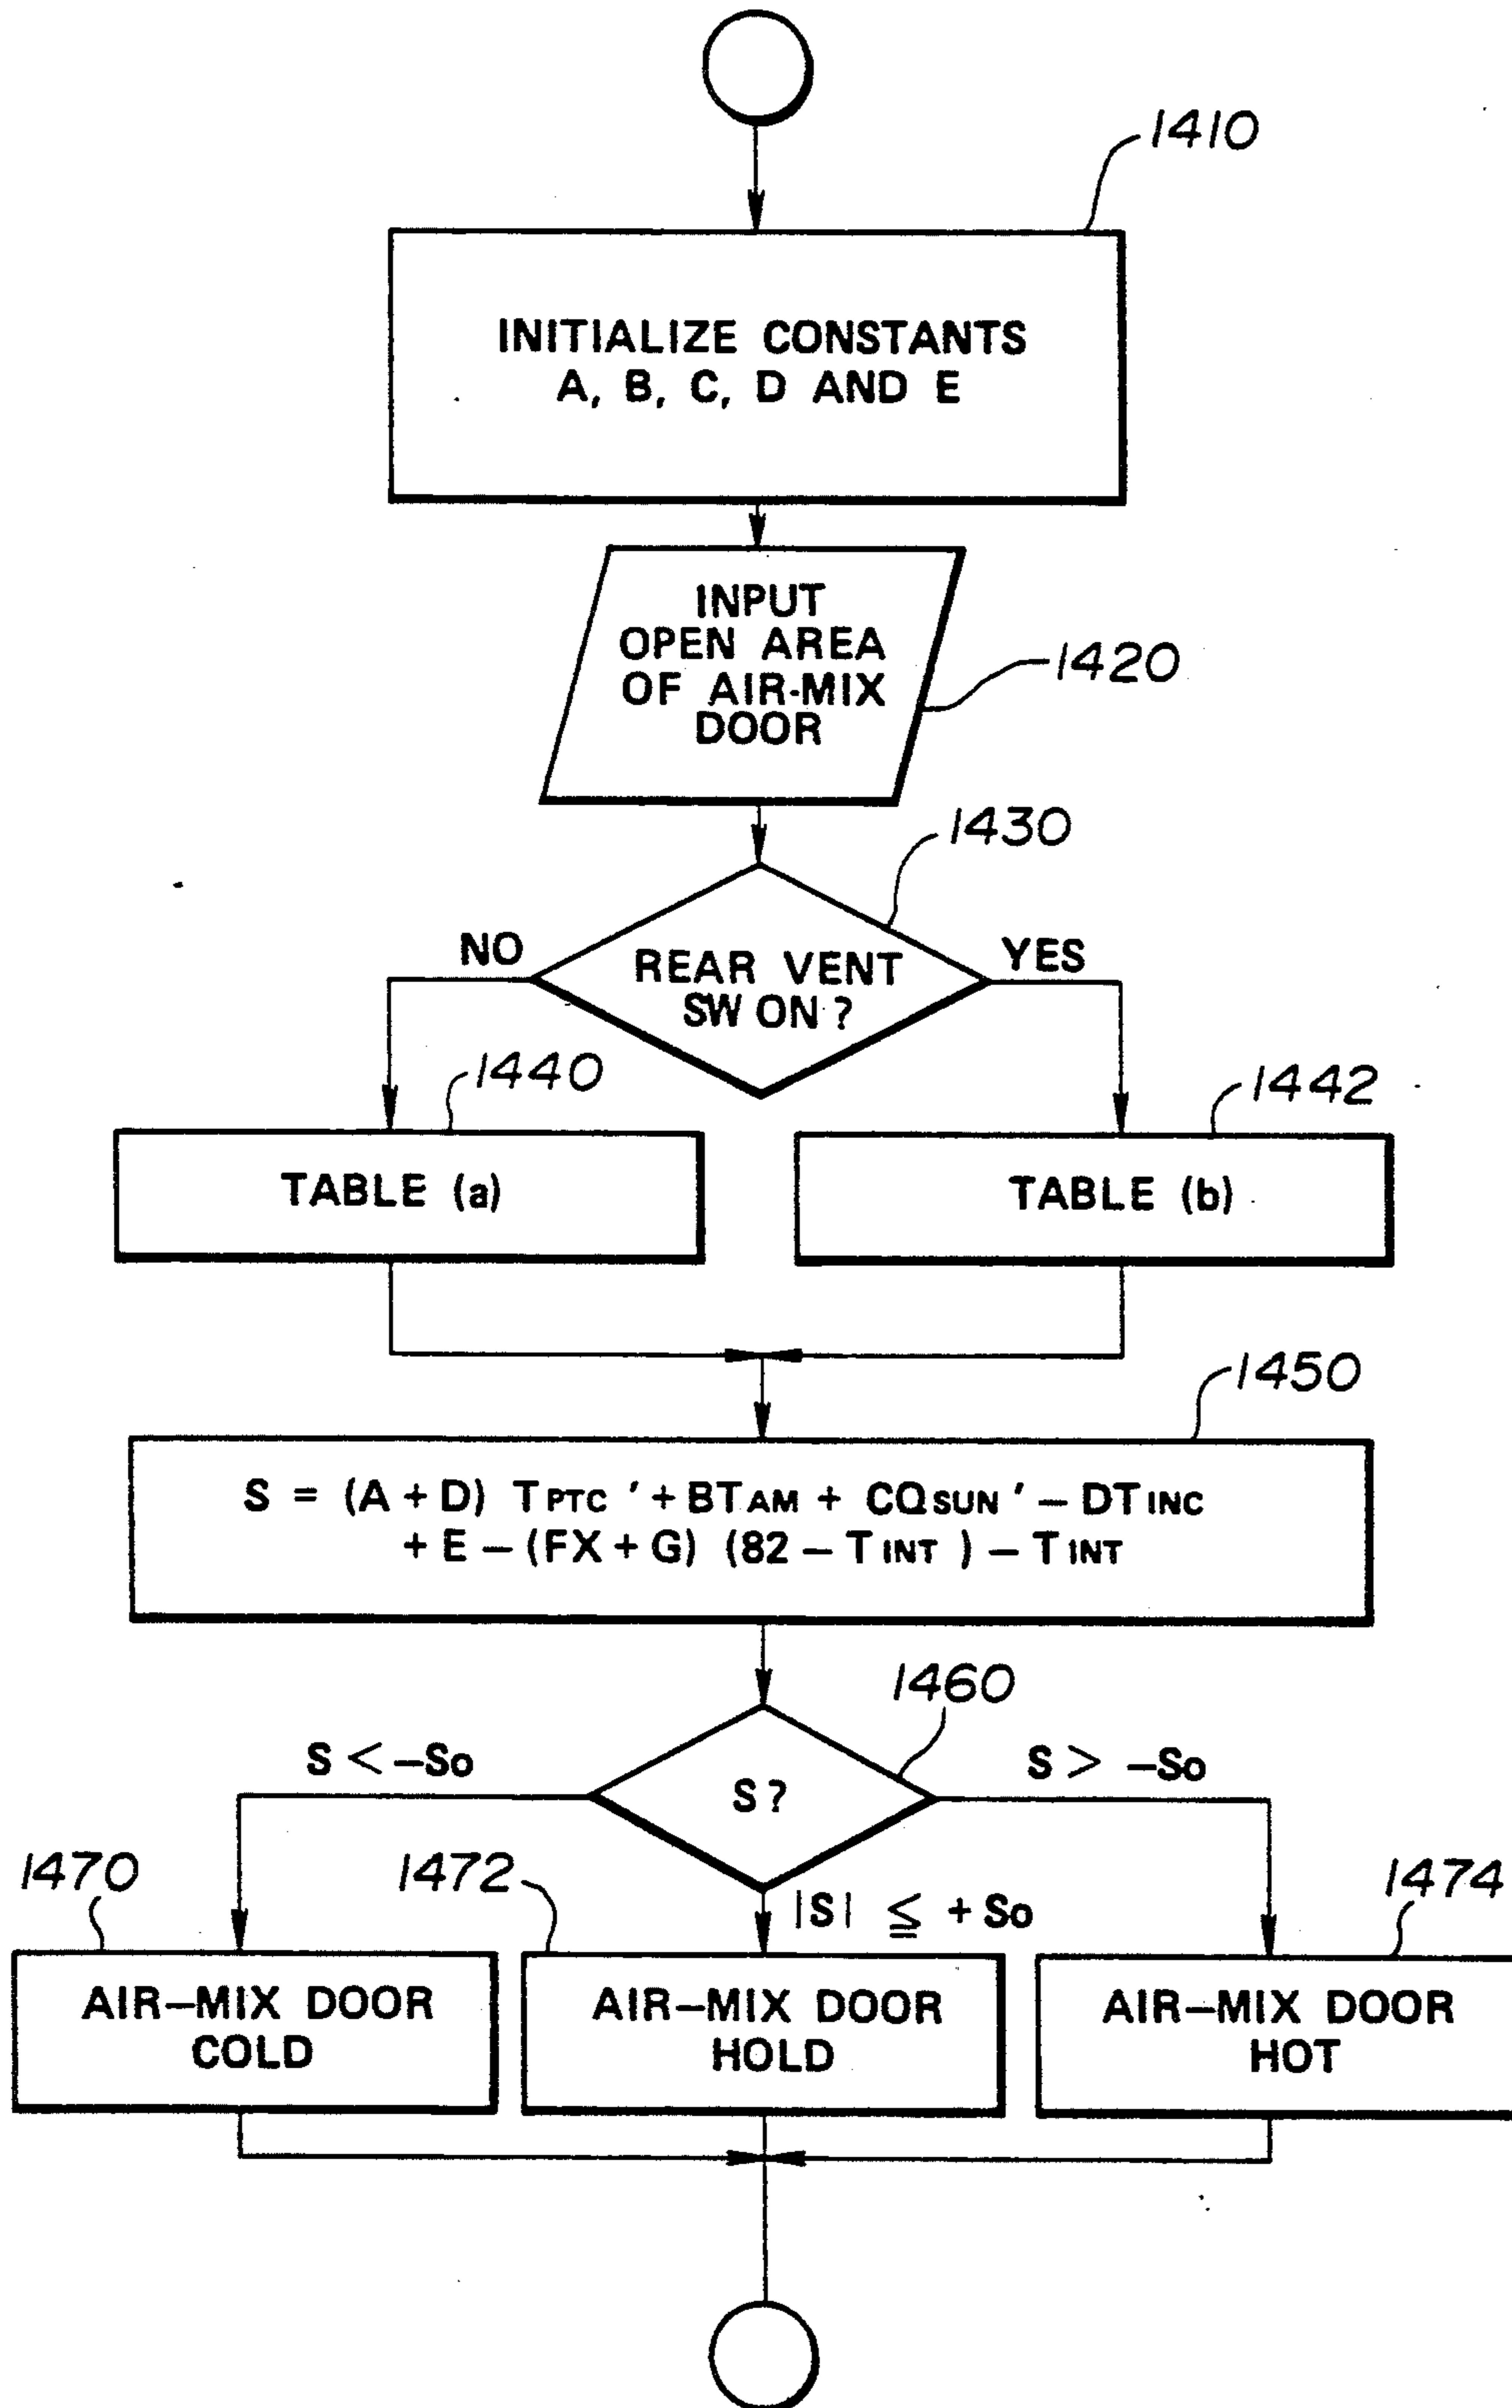 1410
INITIALIZE CONSTANTS
A, B, C, D AND E
INPUT
OPEN AREA
OF AIR-MIX
DOOR
1420
1430
NO
YES
REAR VENT
SW ON?
1440
1442
TABLE (a)
TABLE (b)
1450
S = (A + D) TPTC ′ + BTAM + CQSUN ′ – DTINC
+ E – (FX + G) (82 – TINT ) – TINT
1460
S < –So
S > –So
S?
1470
1472
|S| ≦ + So
1474
AIR–MIX DOOR
COLD
AIR–MIX DOOR
HOLD
AIR–MIX DOOR
HOT